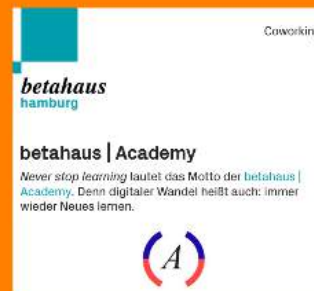 Coworkin
betahaus
hamburg
betahaus | Academy
Never stop learning lautet das Motto der betahaus |
Academy. Denn digitaler Wandel heißt auch: immer
wieder Neues lernen.
A